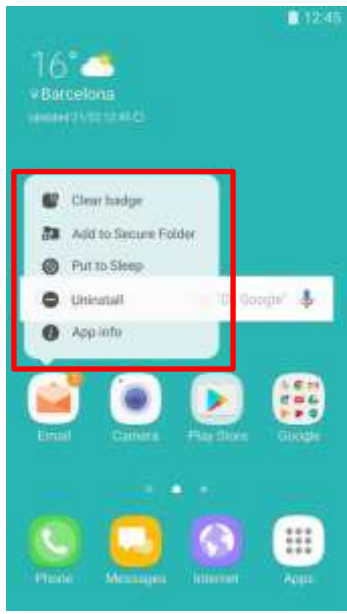 12:45
16°
Barcelona
Clear badge
Add to Secure Folder
Put to Sleep
Uninstall
Google"
App info
Email
Camera
Play Store
Google
Phone
Messages
Internet
Apps